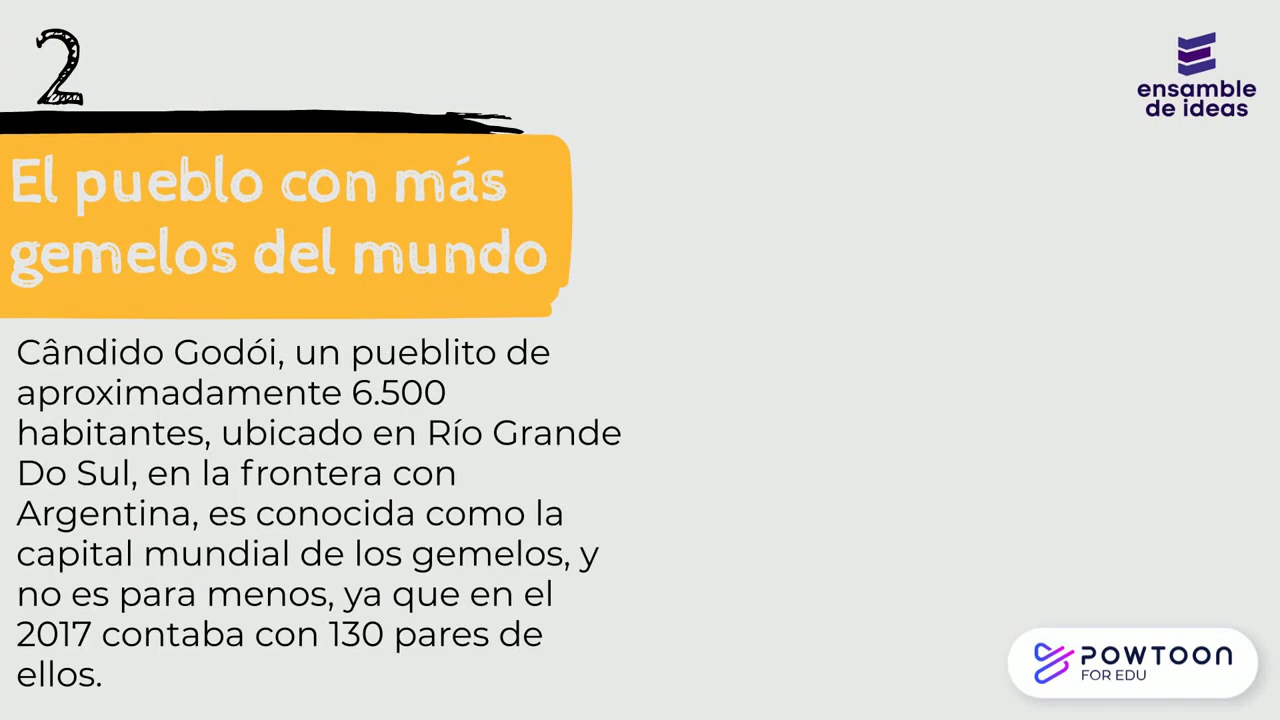 2
ensamble
de ideas
El pueblo con más
gemelos del mundo
Cândido Godói, un pueblito de
aproximadamente 6.500
habitantes, ubicado en Río Grande
Do Sul, en la frontera con
Argentina, es conocida como la
capital mundial de los gemelos, y
no es para menos, ya que en el
2017 contaba con 130 pares de
ellos.
POWTOON
FOR EDU